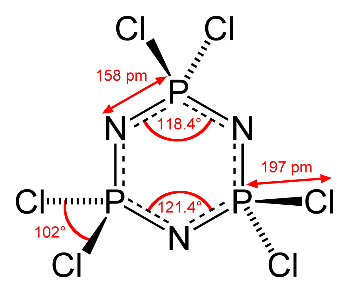 Cl Cl
158 pm
P
118.4°
N N
197 pm
Cl P 121.4° P Cl
102°
N
Cl Cl